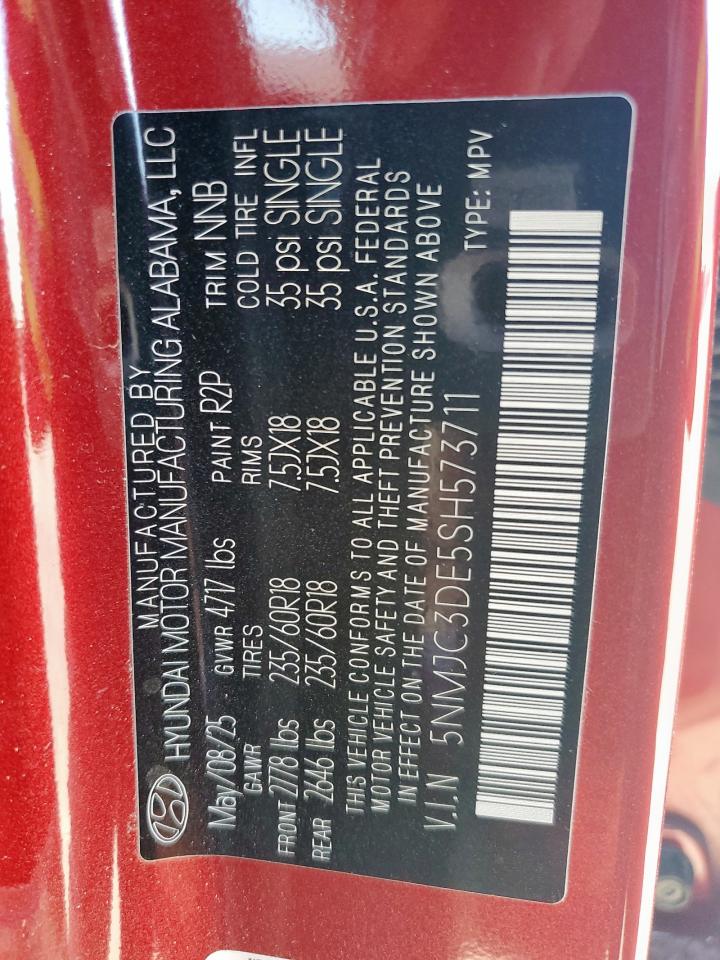 MANUFACTURED BY
HYUNDAI MOTOR MANUFACTURING ALABAMA, LLC
May/08/25 GVWR 4717 lbs PAINT R2P TRIM NNB
GAWR TIRES RIMS COLD TIRE INFL
FRONT 2778 lbs 235/60R18 7.5JX18 35 psi SINGLE
REAR 2646 lbs 235/60R18 7.5JX18 35 psi SINGLE
THIS VEHICLE CONFORMS TO ALL APPLICABLE U.S.A. FEDERAL
MOTOR VEHICLE SAFETY AND THEFT PREVENTION STANDARDS
IN EFFECT ON THE DATE OF MANUFACTURE SHOWN ABOVE
V.I.N 5NMJC3DE5SH573711 TYPE: MPV